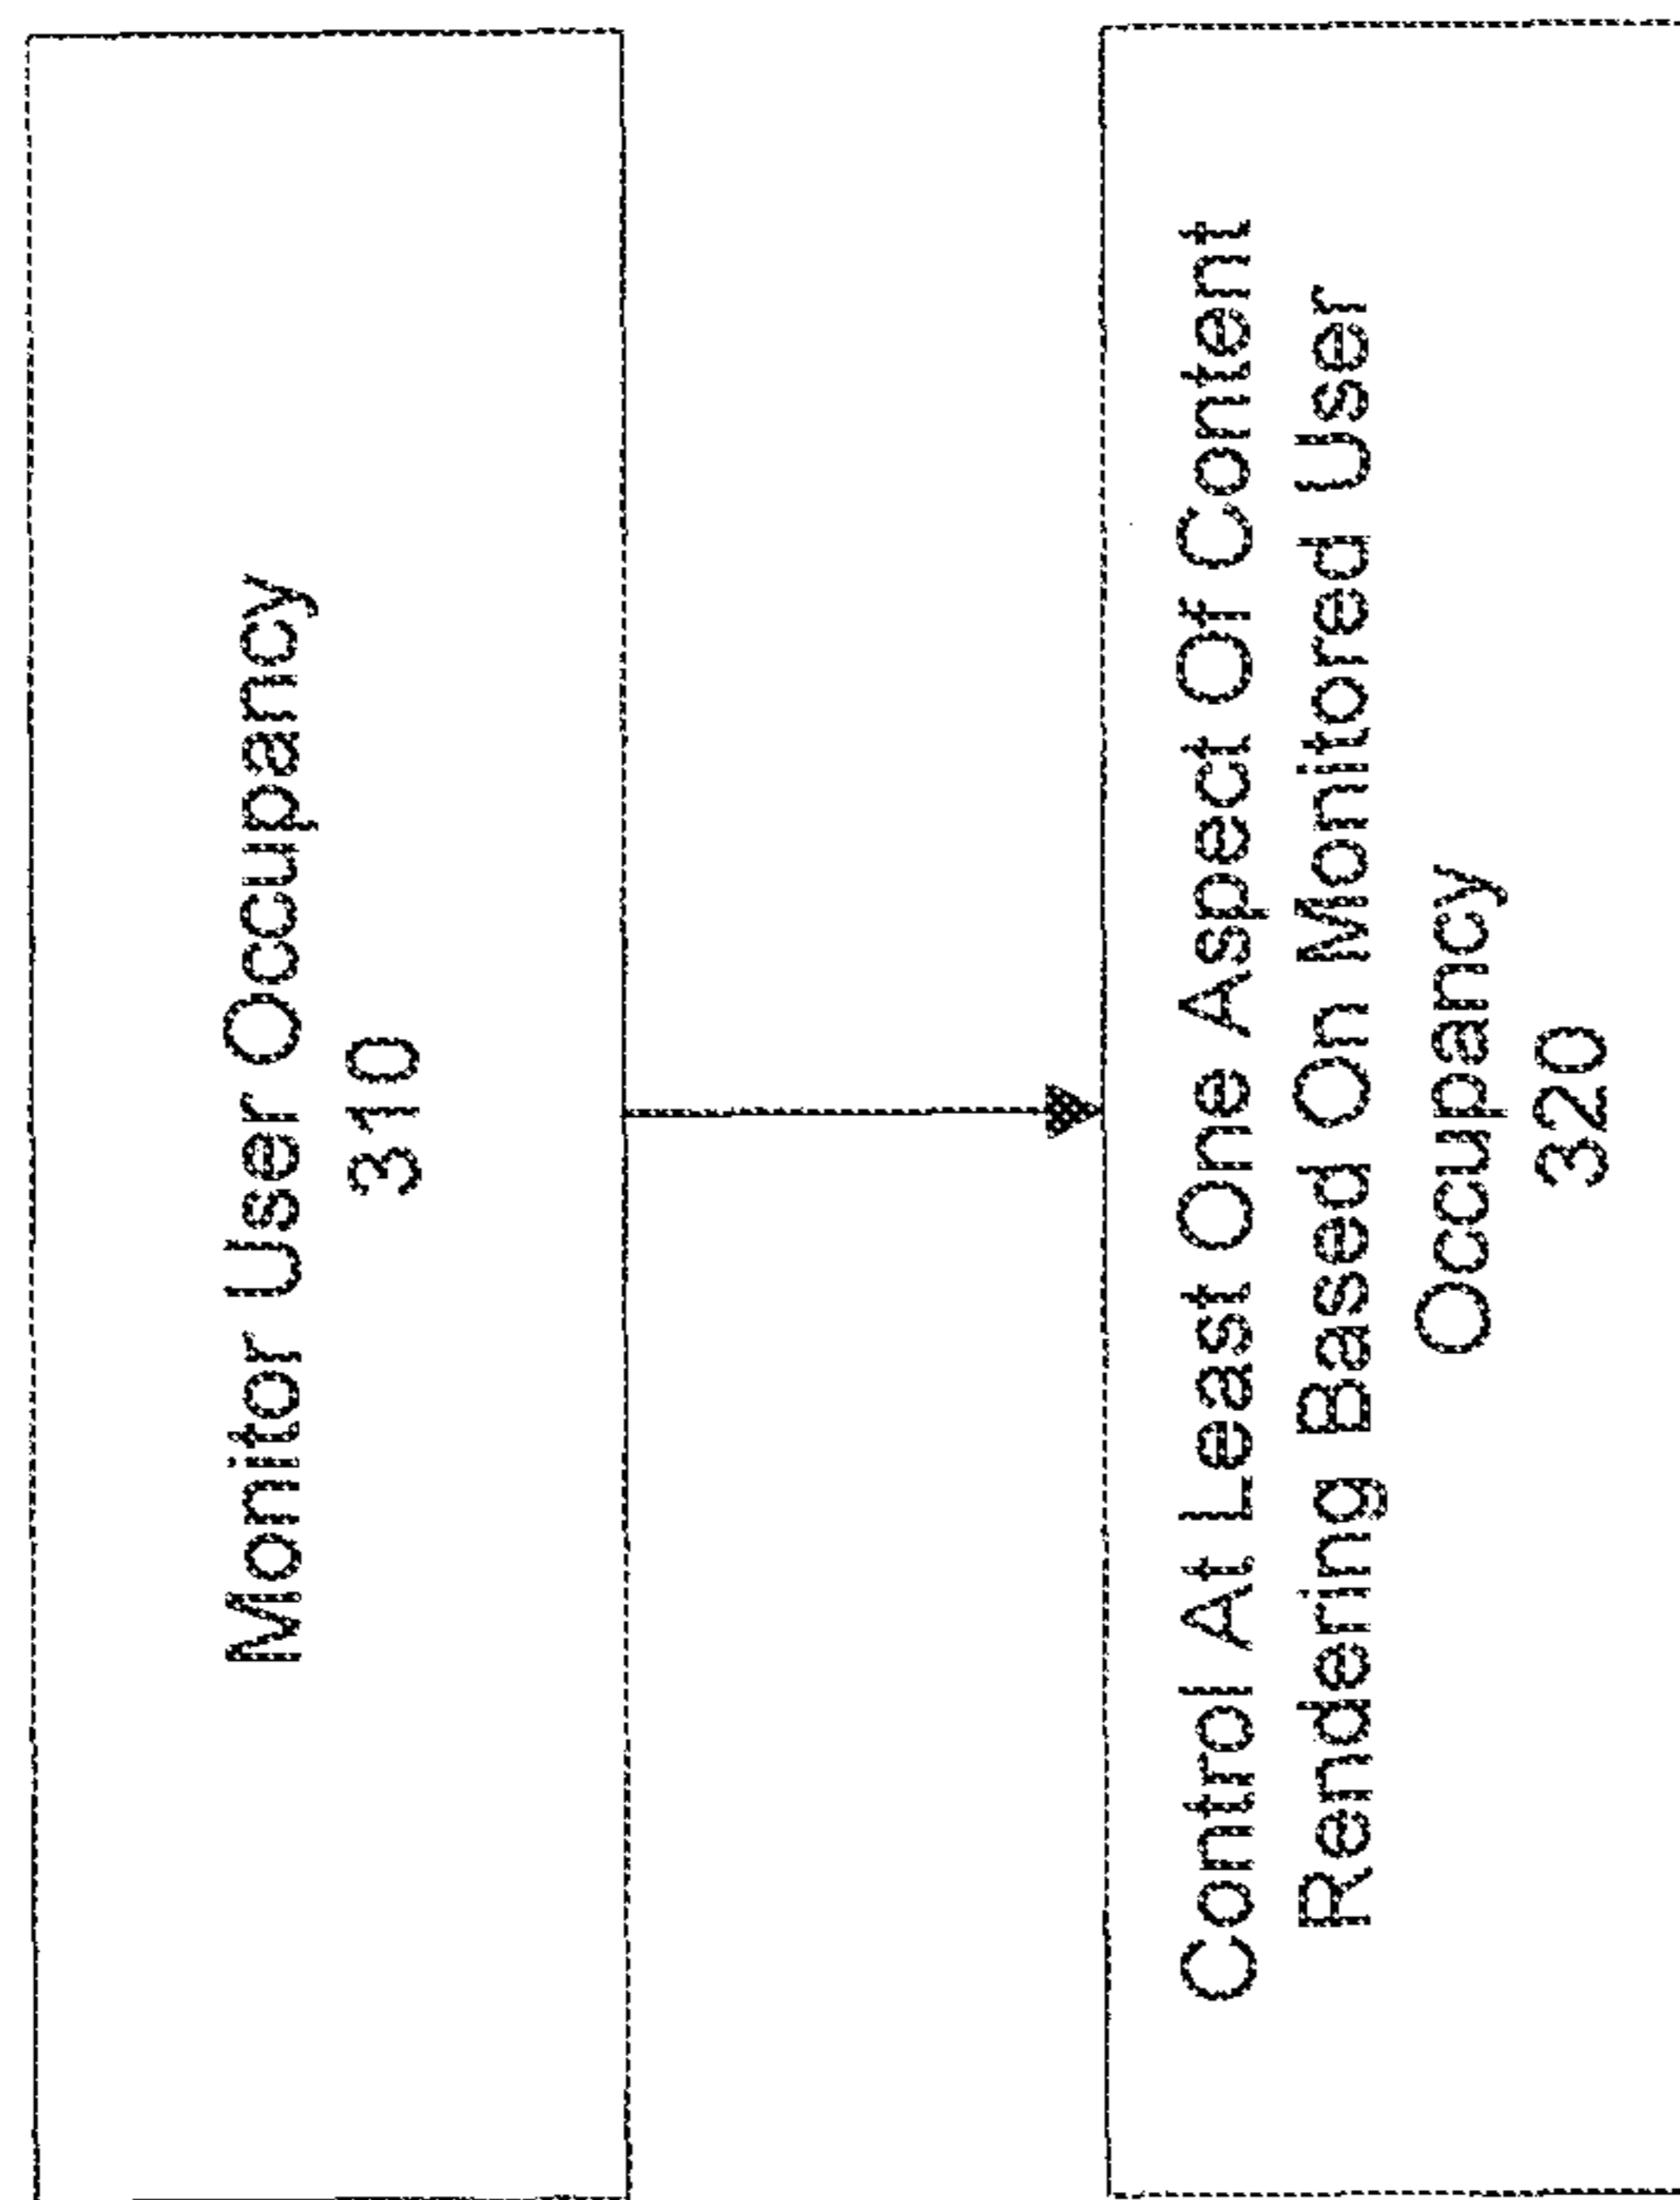 Monitor User Occupancy
310
Control At Least One Aspect Of Content
Rendering Based On Monitored User
Occupancy
320